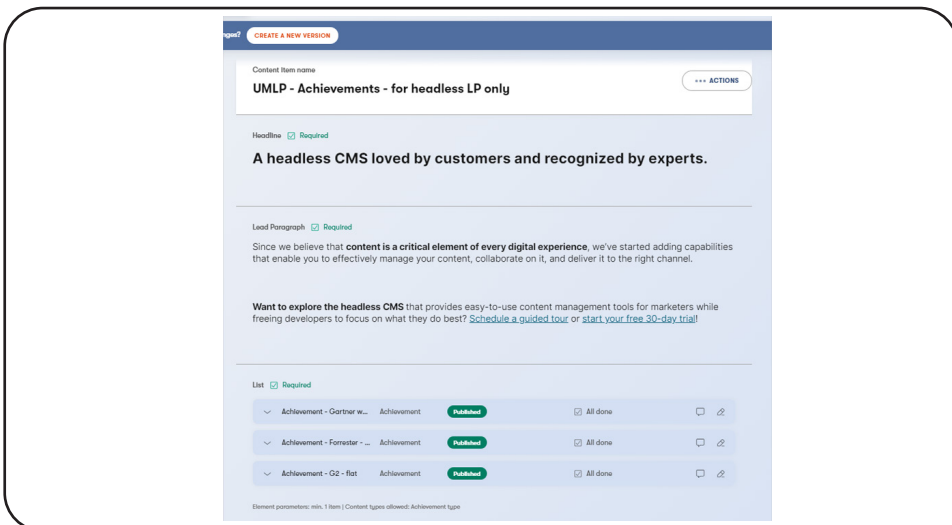 nges? CREATE A NEW VERSION
Content Item name
UMLP - Achievements - for headless LP only
••• ACTIONS
Headline Required
A headless CMS loved by customers and recognized by experts.
Lead Paragraph Required
Since we believe that content is a critical element of every digital experience, we've started adding capabilities
that enable you to effectively manage your content, collaborate on it, and deliver it to the right channel.
Want to explore the headless CMS that provides easy-to-use content management tools for marketers while
freeing developers to focus on what they do best? Schedule a guided tour or start your free 30-day trial!
List Required
Achievement - Gartner w... Achievement Published All done
Achievement - Forrester - ... Achievement Published All done
Achievement - G2 - flat Achievement Published All done
Element parameters: min. 1 item | Content types allowed: Achievement type